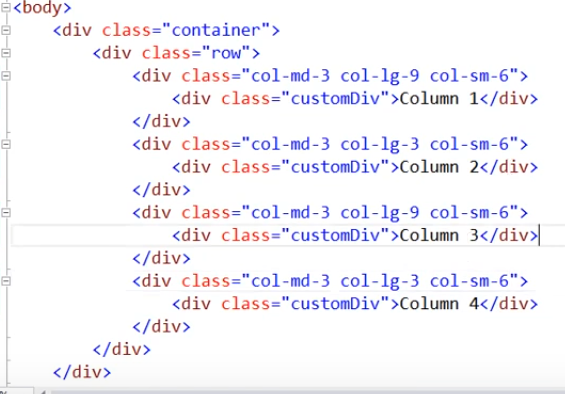 <body>
<div class="container">
<div class="row">
<div class="col-md-3 col-lg-9 col-sm-6">
<div class="customDiv">Column 1</div>
</div>
<div class="col-md-3 col-lg-3 col-sm-6">
<div class="customDiv">Column 2</div>
</div>
<div class="col-md-3 col-lg-9 col-sm-6">
<div class="customDiv">Column 3</div>
</div>
<div class="col-md-3 col-lg-3 col-sm-6">
<div class="customDiv">Column 4</div>
</div>
</div>
</div>